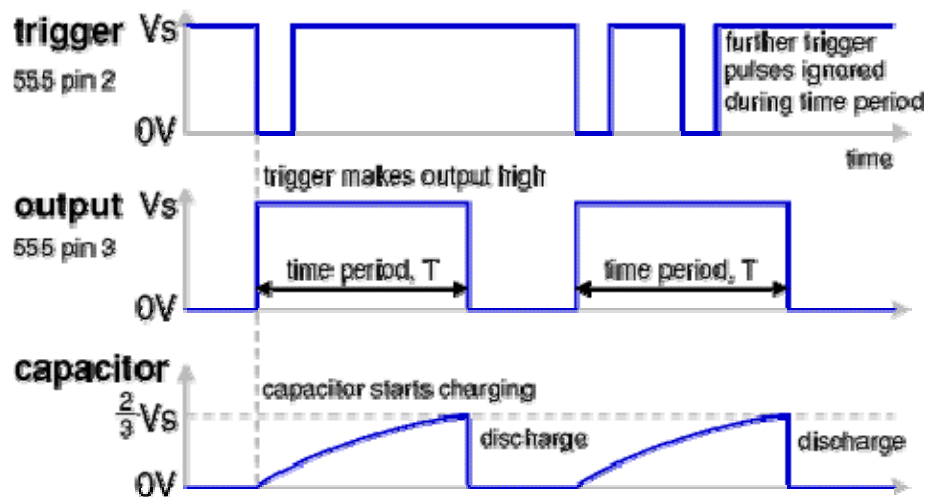 trigger Vs
555 pin 2
0V
further trigger
pulses ignored
during time period
time
trigger makes output high
output Vs
555 pin 3
time period, T
time period, T
0V
capacitor
capacitor starts charging
2/3 Vs
discharge
discharge
0V